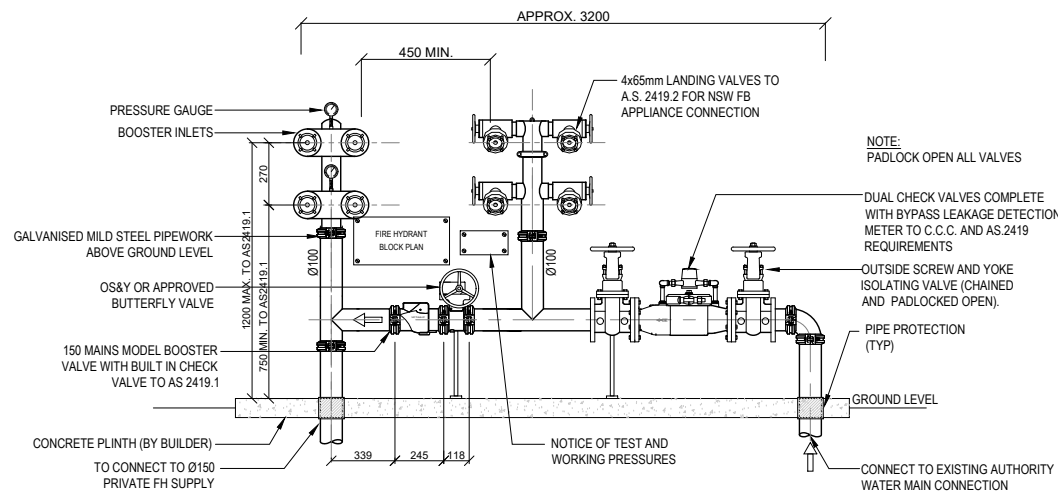 APPROX. 3200
450 MIN.
PRESSURE GAUGE
BOOSTER INLETS
4x65mm LANDING VALVES TO
A.S. 2419.2 FOR NSW FB
APPLIANCE CONNECTION
NOTE:
PADLOCK OPEN ALL VALVES
270
1200 MAX. TO AS2419.1
750 MIN. TO AS2419.1
GALVANISED MILD STEEL PIPEWORK
ABOVE GROUND LEVEL
Ø100
FIRE HYDRANT
BLOCK PLAN
Ø100
DUAL CHECK VALVES COMPLETE
WITH BYPASS LEAKAGE DETECTION
METER TO C.C.C. AND AS.2419
REQUIREMENTS
OS&Y OR APPROVED
BUTTERFLY VALVE
OUTSIDE SCREW AND YOKE
ISOLATING VALVE (CHAINED
AND PADLOCKED OPEN).
150 MAINS MODEL BOOSTER
VALVE WITH BUILT IN CHECK
VALVE TO AS 2419.1
PIPE PROTECTION
(TYP)
GROUND LEVEL
CONCRETE PLINTH (BY BUILDER)
TO CONNECT TO Ø150
PRIVATE FH SUPPLY
339
245
118
NOTICE OF TEST AND
WORKING PRESSURES
CONNECT TO EXISTING AUTHORITY
WATER MAIN CONNECTION